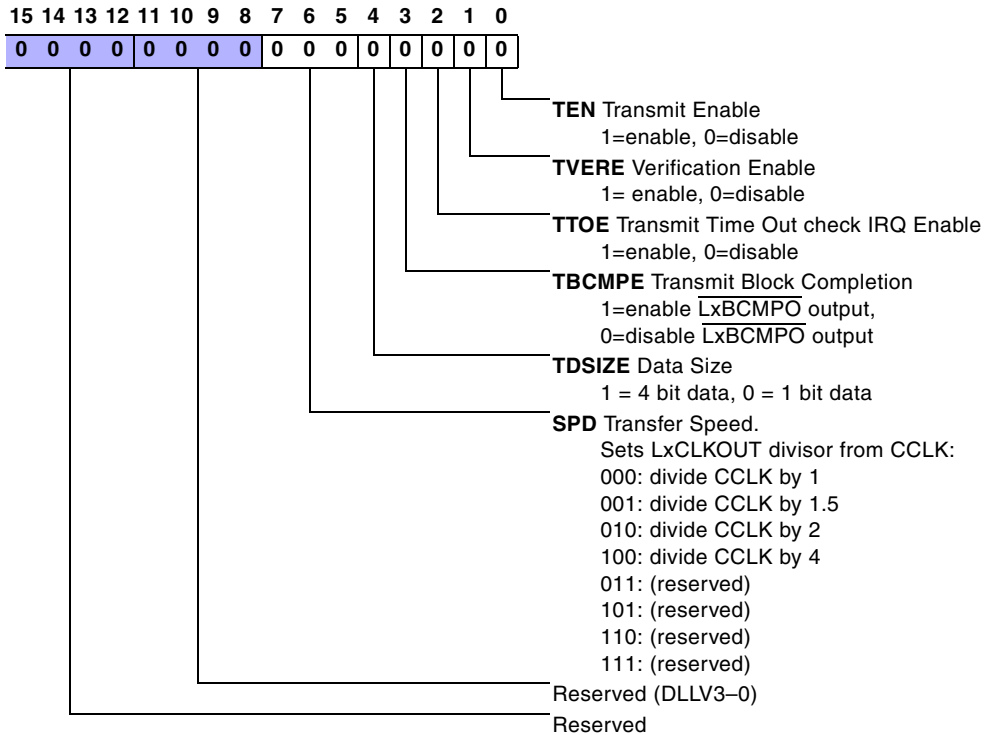 15 14 13 12 11 10 9 8 7 6 5 4 3 2 1 0
0 0 0 0 0 0 0 0 0 0 0 0 0 0 0 0
TEN Transmit Enable
1=enable, 0=disable
TVERE Verification Enable
1= enable, 0=disable
TTOE Transmit Time Out check IRQ Enable
1=enable, 0=disable
TBCMPE Transmit Block Completion
1=enable L̅x̅B̅C̅M̅P̅O̅ output,
0=disable L̅x̅B̅C̅M̅P̅O̅ output
TDSIZE Data Size
1 = 4 bit data, 0 = 1 bit data
SPD Transfer Speed.
Sets LxCLKOUT divisor from CCLK:
000: divide CCLK by 1
001: divide CCLK by 1.5
010: divide CCLK by 2
100: divide CCLK by 4
011: (reserved)
101: (reserved)
110: (reserved)
111: (reserved)
Reserved (DLLV3–0)
Reserved